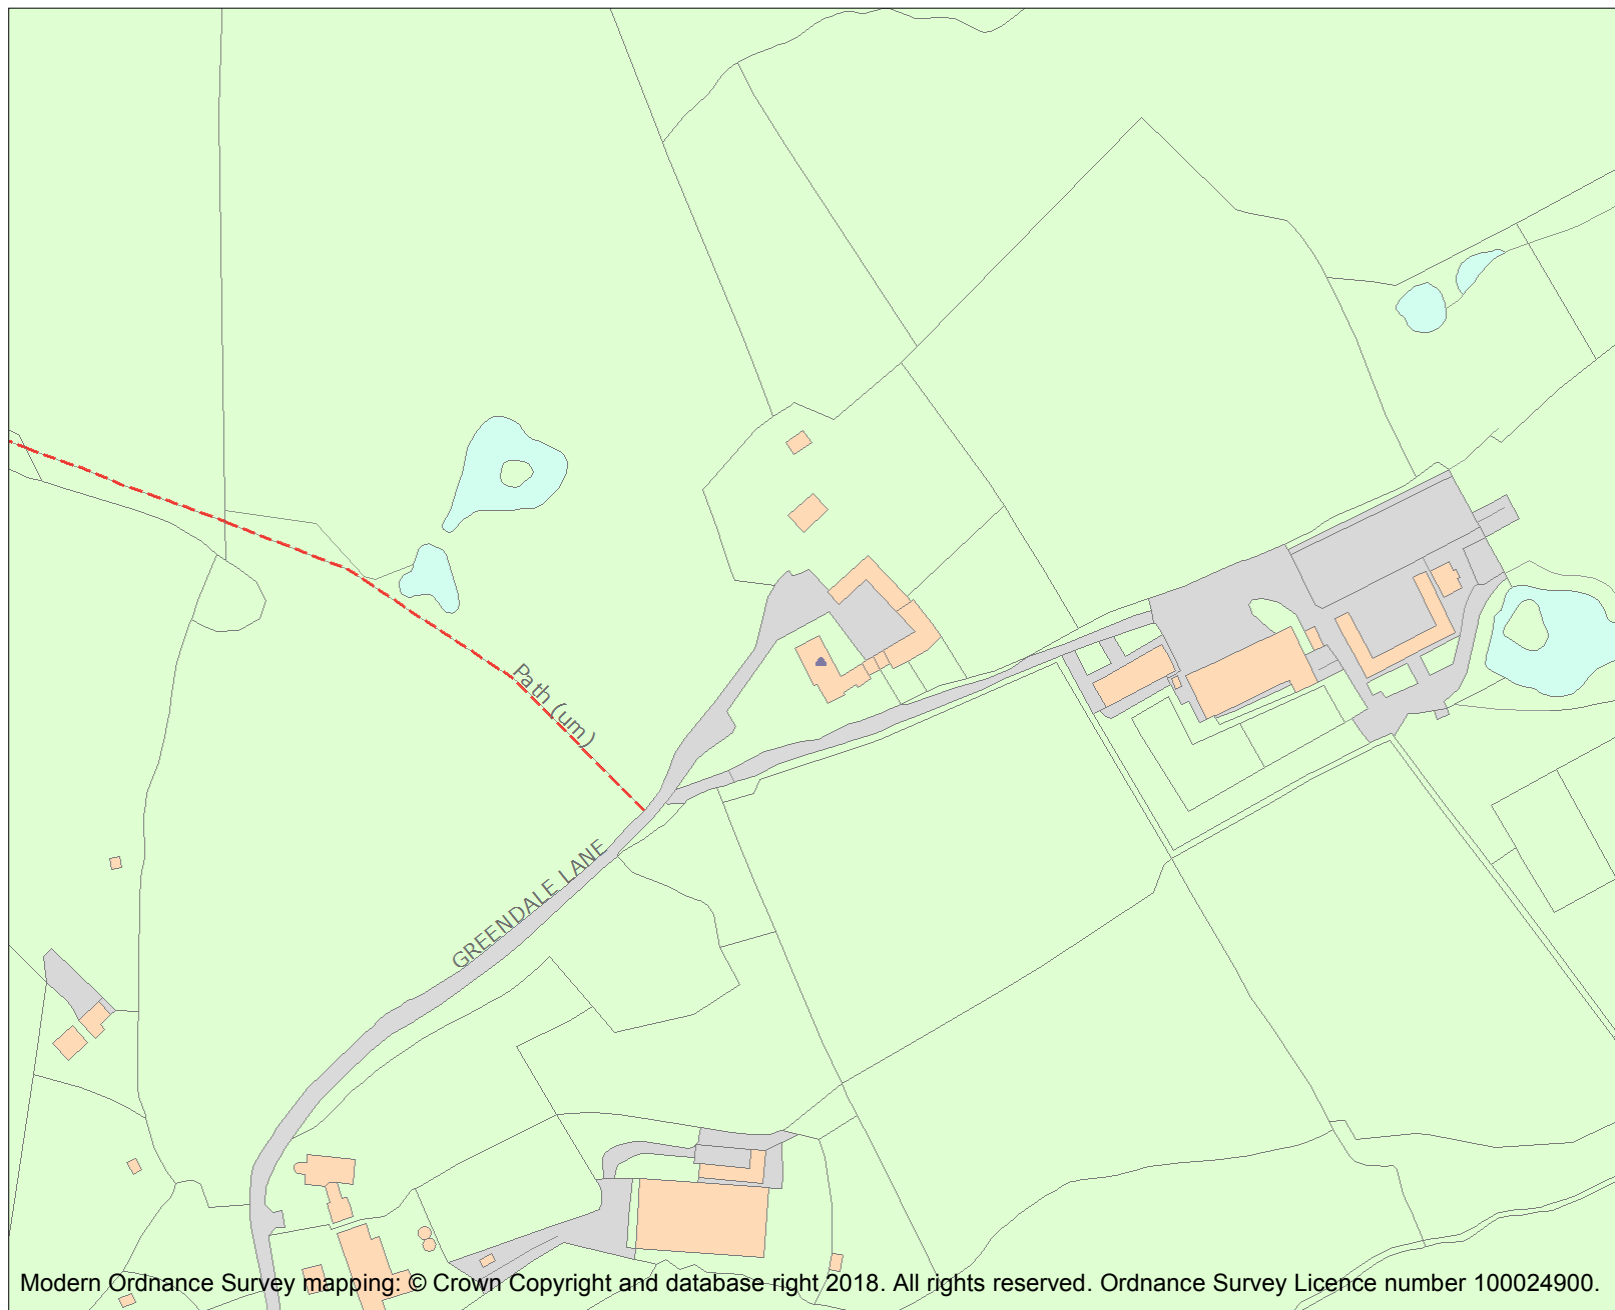 Path (um)
GREENDALE LANE
Modern Ordnance Survey mapping: © Crown Copyright and database right 2018. All rights reserved. Ordnance Survey Licence number 100024900.